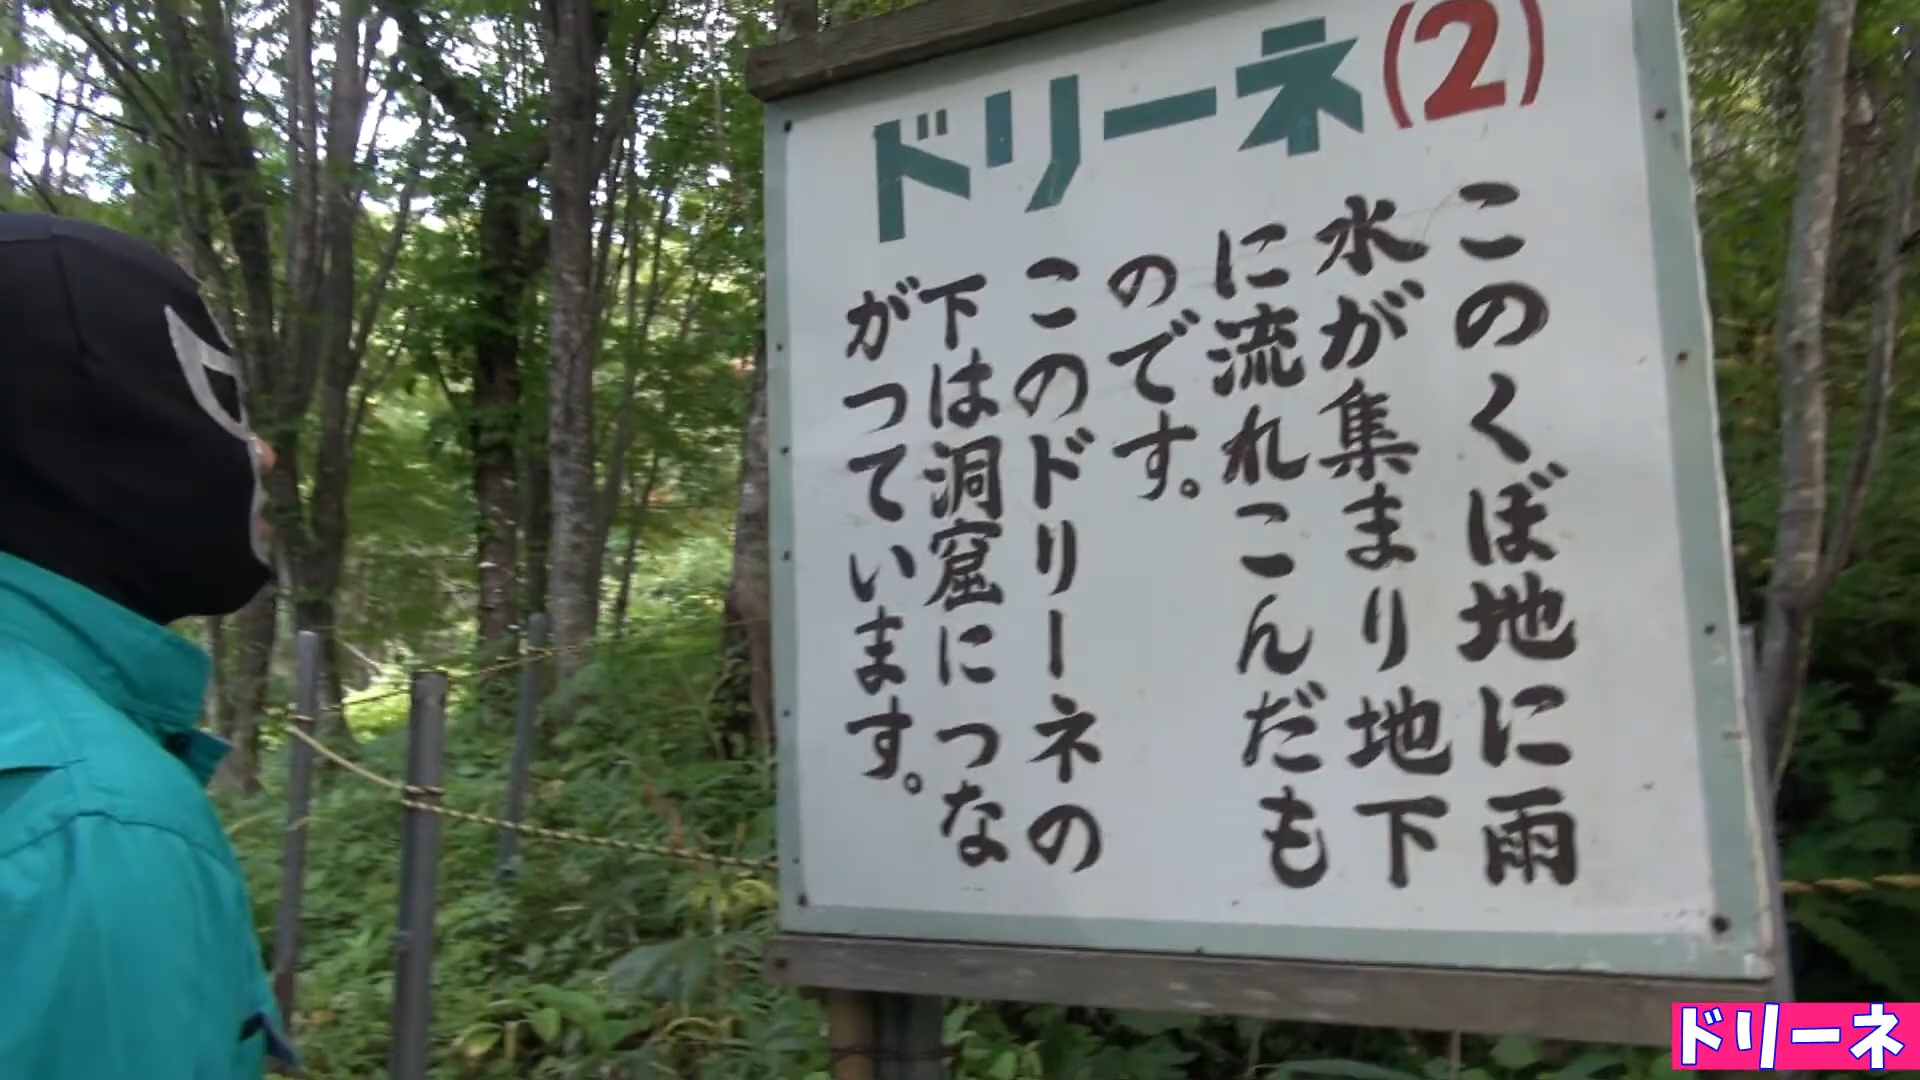 ドリーネ(2)
このくぼ地に雨
水が集まり地下
に流れこんだも
のです。
このドリーネの
下は洞窟につな
がっています。
ドリーネ